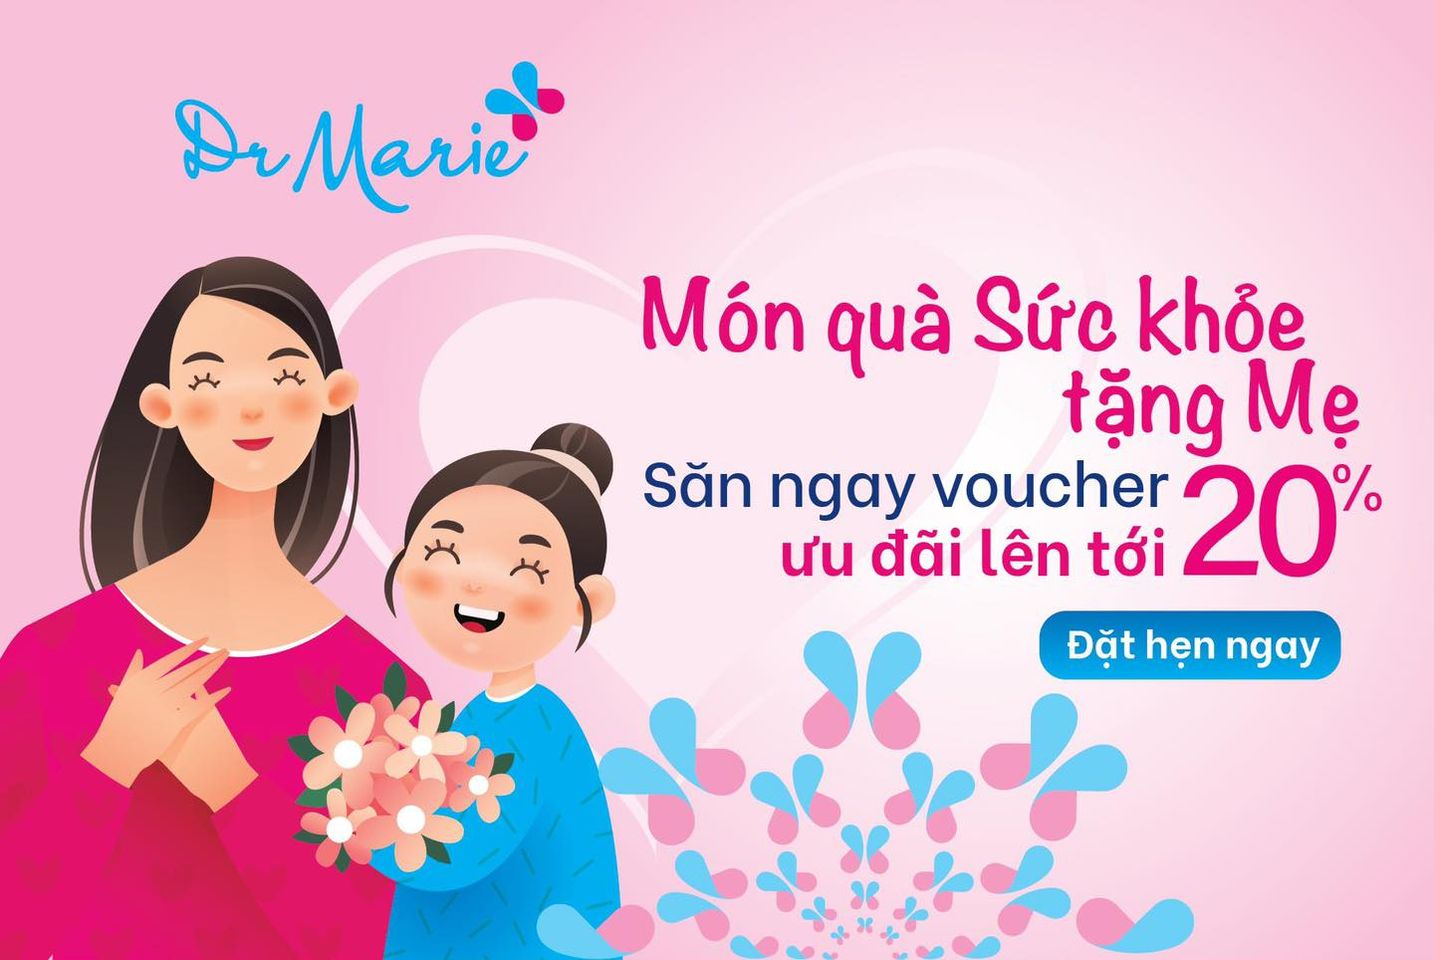 Dr Marie
Món quà Sức khỏe
tặng Mẹ
Săn ngay voucher
ưu đãi lên tới 20%
Đặt hẹn ngay